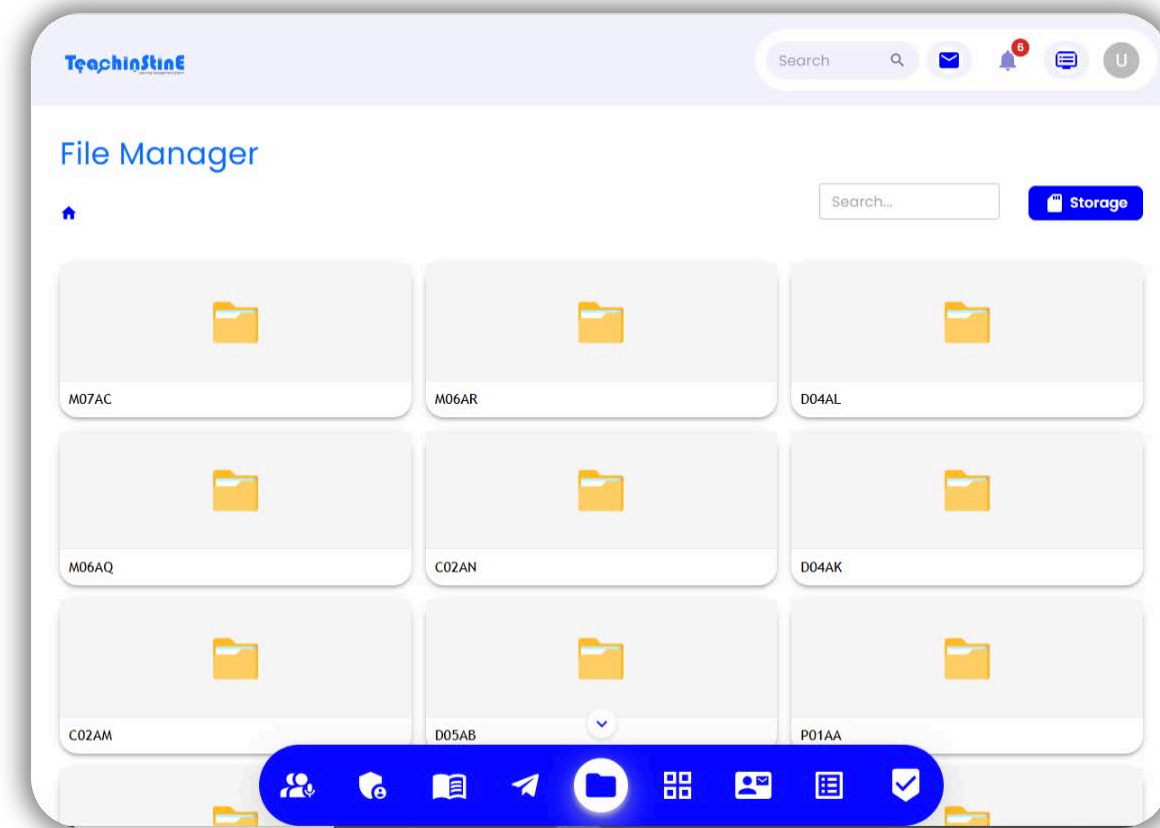 TeachinstinE
Search
6
U
File Manager
Search...
Storage
M07AC
M06AR
D04AL
M06AQ
C02AN
D04AK
C02AM
D05AB
P01AA